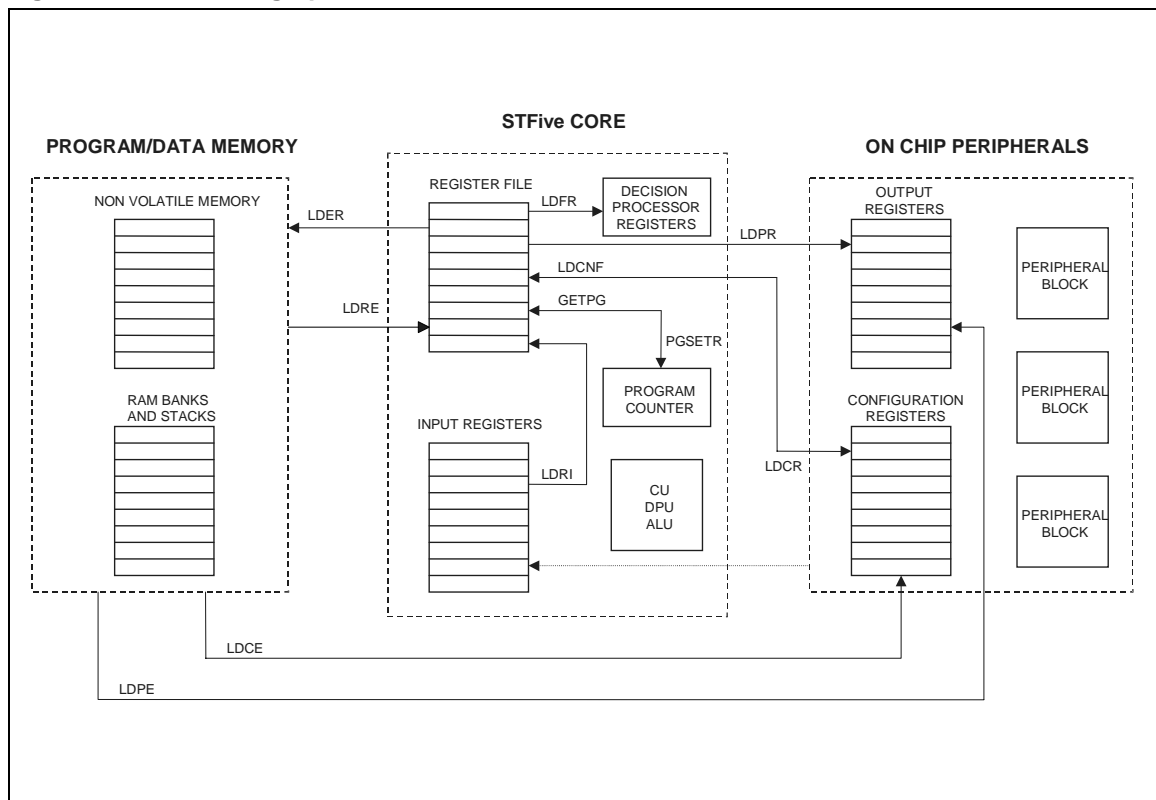 STFive CORE
PROGRAM/DATA MEMORY
ON CHIP PERIPHERALS
NON VOLATILE MEMORY
RAM BANKS
AND STACKS
LDER
LDRE
REGISTER FILE
LDFR
DECISION
PROCESSOR
REGISTERS
LDPR
LDCNF
GETPG
PGSETR
PROGRAM
COUNTER
INPUT REGISTERS
LDRI
CU
DPU
ALU
LDCR
OUTPUT
REGISTERS
CONFIGURATION
REGISTERS
PERIPHERAL
BLOCK
PERIPHERAL
BLOCK
PERIPHERAL
BLOCK
LDCE
LDPE